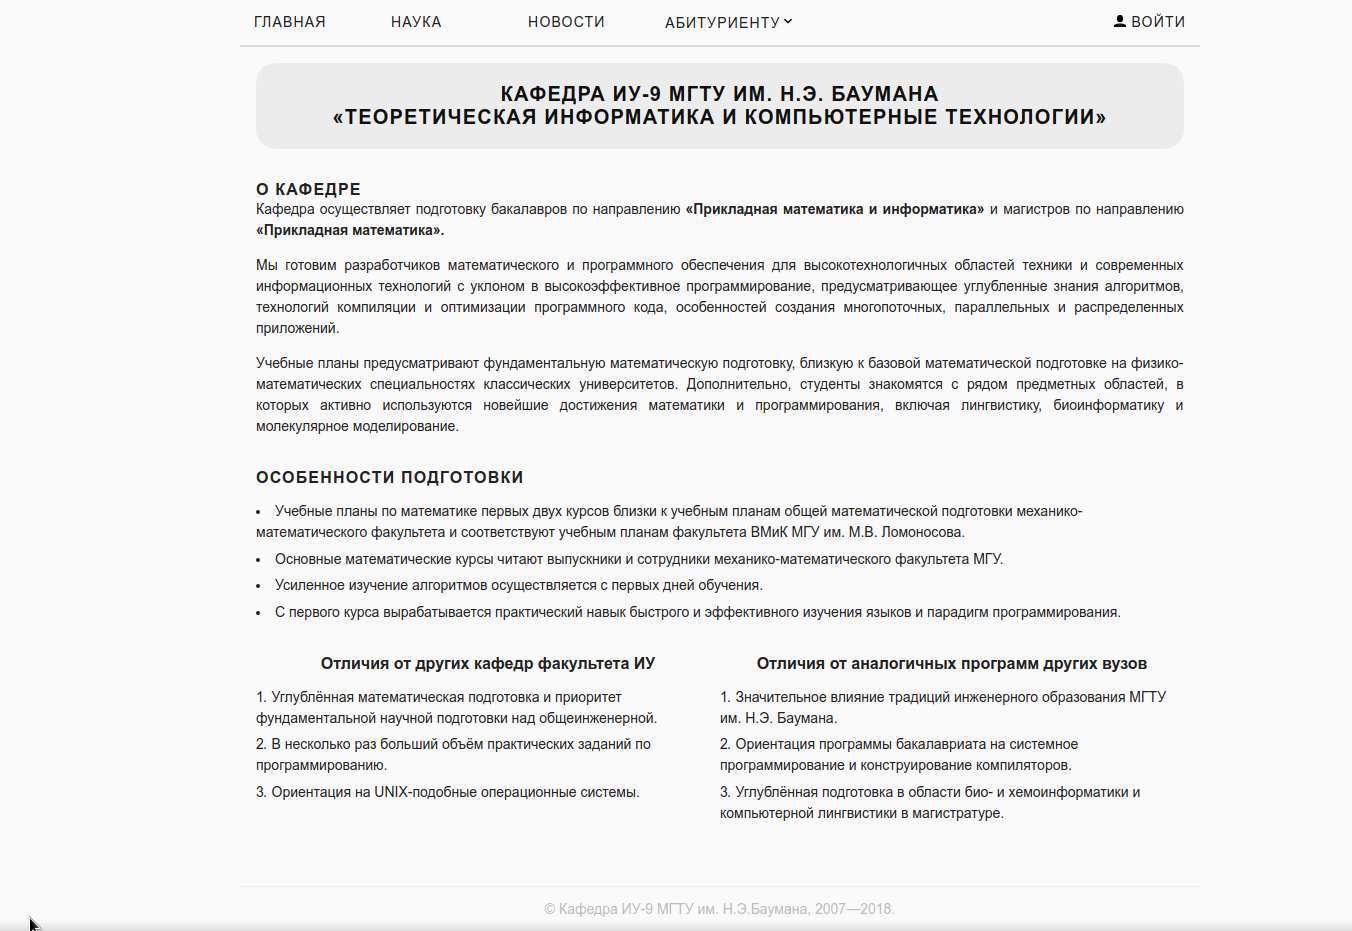 ГЛАВНАЯ НАУКА НОВОСТИ АБИТУРИЕНТУ ВОЙТИ
КАФЕДРА ИУ-9 МГТУ ИМ. Н.Э. БАУМАНА
«ТЕОРЕТИЧЕСКАЯ ИНФОРМАТИКА И КОМПЬЮТЕРНЫЕ ТЕХНОЛОГИИ»
О КАФЕДРЕ
Кафедра осуществляет подготовку бакалавров по направлению «Прикладная математика и информатика» и магистров по направлению
«Прикладная математика».
Мы готовим разработчиков математического и программного обеспечения для высокотехнологичных областей техники и современных
информационных технологий с уклоном в высокоэффективное программирование, предусматривающее углубленные знания алгоритмов,
технологий компиляции и оптимизации программного кода, особенностей создания многопоточных, параллельных и распределенных
приложений.
Учебные планы предусматривают фундаментальную математическую подготовку, близкую к базовой математической подготовке на физико-
математических специальностях классических университетов. Дополнительно, студенты знакомятся с рядом предметных областей, в
которых активно используются новейшие достижения математики и программирования, включая лингвистику, биоинформатику и
молекулярное моделирование.
ОСОБЕННОСТИ ПОДГОТОВКИ
• Учебные планы по математике первых двух курсов близки к учебным планам общей математической подготовки механико-
математического факультета и соответствуют учебным планам факультета ВМиК МГУ им. М.В. Ломоносова.
• Основные математические курсы читают выпускники и сотрудники механико-математического факультета МГУ.
• Усиленное изучение алгоритмов осуществляется с первых дней обучения.
• С первого курса вырабатывается практический навык быстрого и эффективного изучения языков и парадигм программирования.
Отличия от других кафедр факультета ИУ
1. Углублённая математическая подготовка и приоритет
фундаментальной научной подготовки над общеинженерной.
2. В несколько раз больший объём практических заданий по
программированию.
3. Ориентация на UNIX-подобные операционные системы.
Отличия от аналогичных программ других вузов
1. Значительное влияние традиций инженерного образования МГТУ
им. Н.Э. Баумана.
2. Ориентация программы бакалавриата на системное
программирование и конструирование компиляторов.
3. Углублённая подготовка в области био- и хемоинформатики и
компьютерной лингвистики в магистратуре.
© Кафедра ИУ-9 МГТУ им. Н.Э.Баумана, 2007—2018.